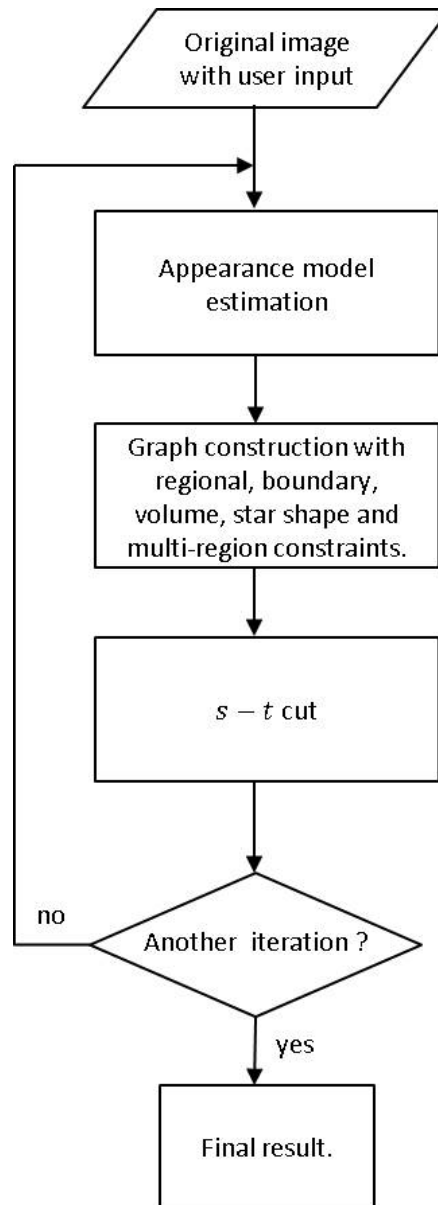 Original image
with user input
Appearance model
estimation
Graph construction with
regional, boundary,
volume, star shape and
multi-region constraints.
s − t cut
Another iteration ?
no
yes
Final result.